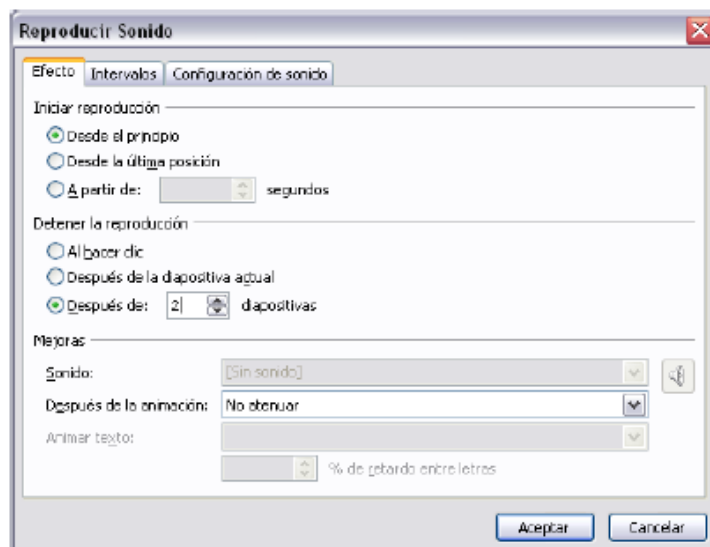 Reproducir Sonido
Efecto Intervalos Configuración de sonido
Iniciar reproducción
Desde el principio
Desde la última posición
A partir de: segundos
Detener la reproducción
Al hacer clic
Después de la diapositiva actual
Después de: 2 diapositivas
Mejoras
Sonido: [Sin sonido]
Después de la animación: No atenuar
Animar texto:
% de retardo entre letras
Aceptar Cancelar